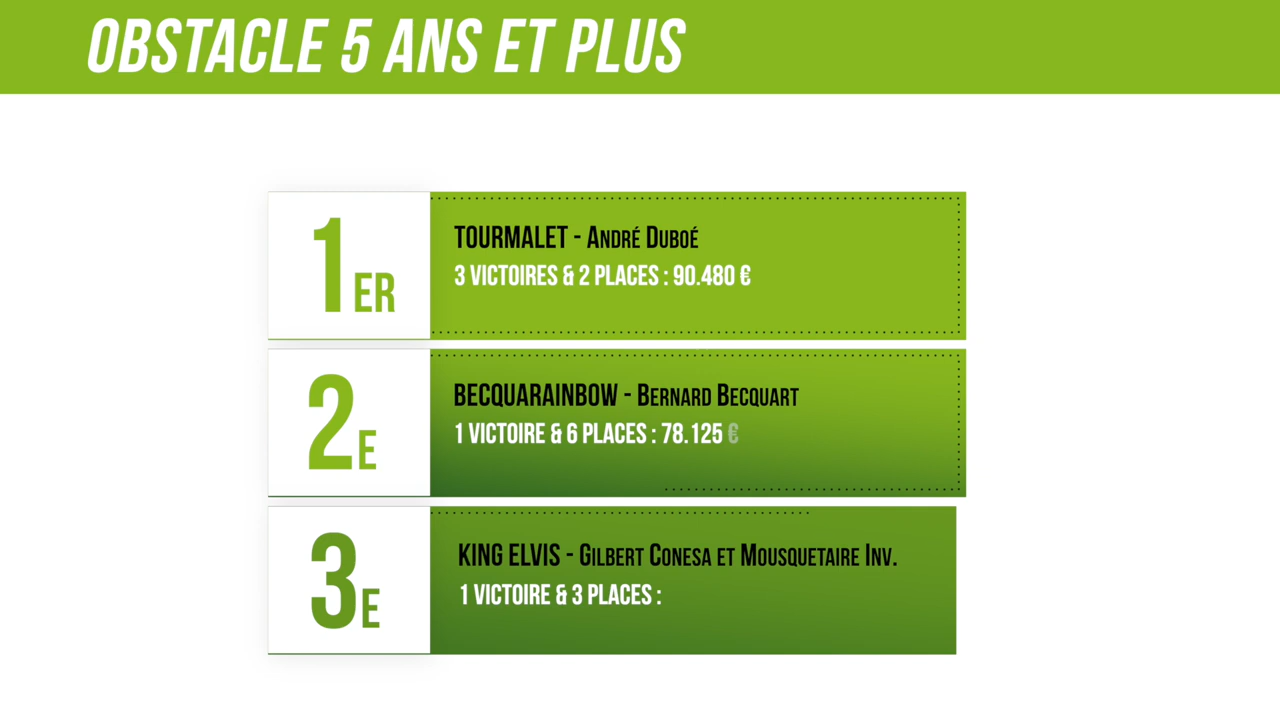 OBSTACLE 5 ANS ET PLUS
1ER
TOURMALET - André Duboé
3 VICTOIRES & 2 PLACES : 90.480 €
2E
BECQUARAINBOW - Bernard Becquart
1 VICTOIRE & 6 PLACES : 78.125 €
3E
KING ELVIS - Gilbert Conesa et Mousquetaire Inv.
1 VICTOIRE & 3 PLACES :